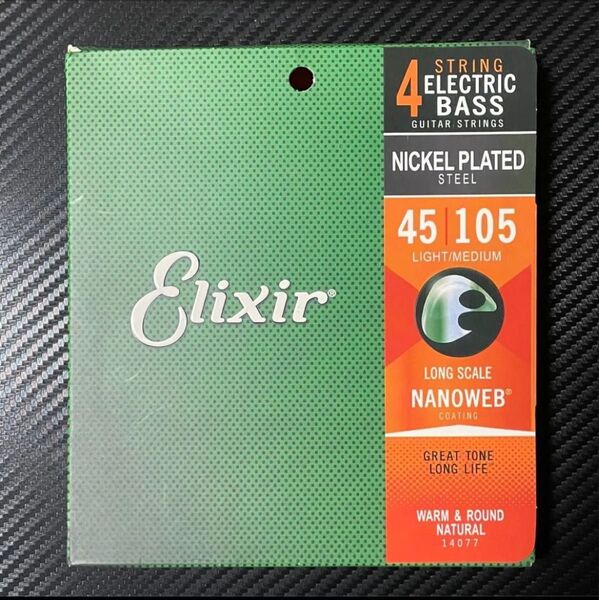 Elixir®
4 STRING
ELECTRIC
BASS
GUITAR STRINGS
NICKEL PLATED
STEEL
45|105
LIGHT/MEDIUM
LONG SCALE
NANOWEB®
COATING
GREAT TONE
LONG LIFE™
WARM & ROUND
NATURAL
14077